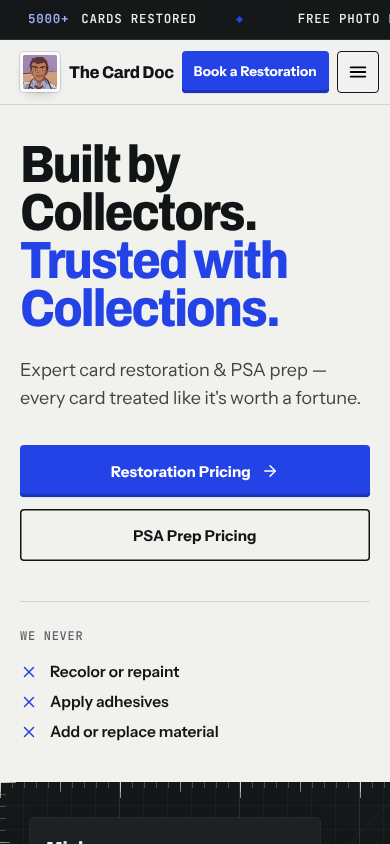 5000+ CARDS RESTORED ◆ FREE PHOTO
The Card Doc
Book a Restoration
Built by
Collectors.
Trusted with
Collections.
Expert card restoration & PSA prep —
every card treated like it's worth a fortune.
Restoration Pricing →
PSA Prep Pricing
WE NEVER
Recolor or repaint
Apply adhesives
Add or replace material